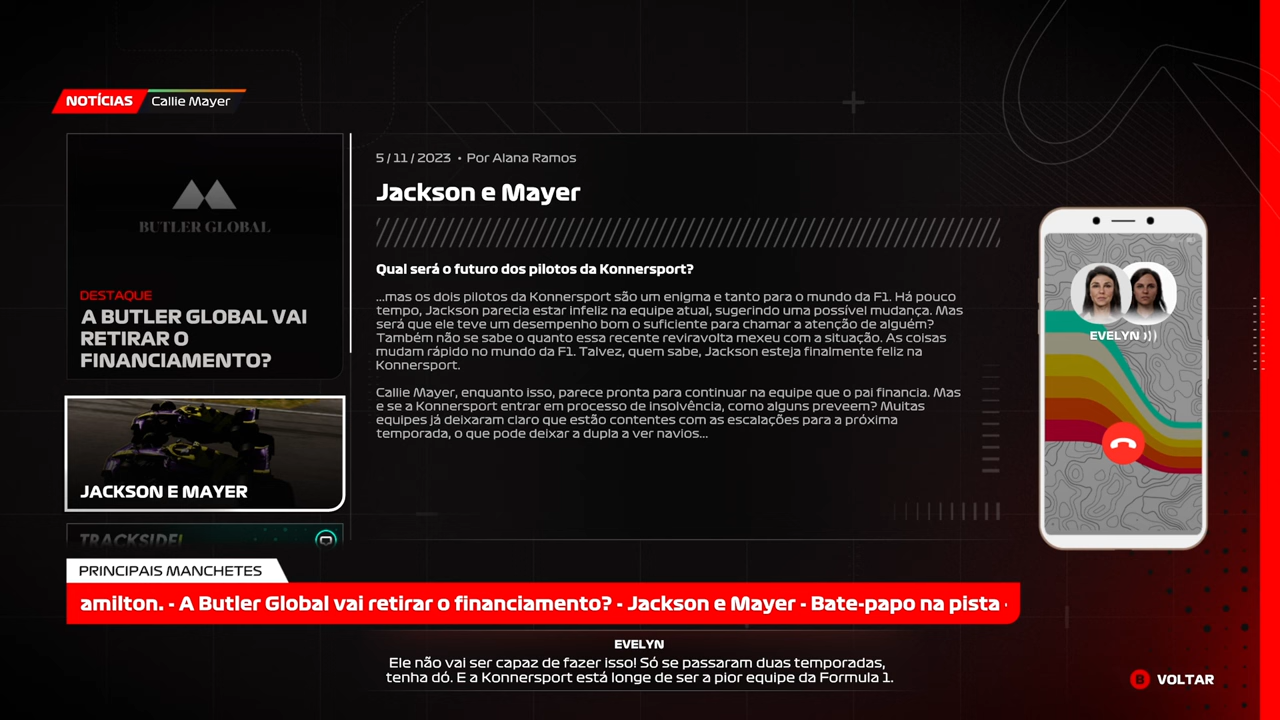 NOTÍCIAS Callie Mayer
BUTLER GLOBAL
DESTAQUE
A BUTLER GLOBAL VAI
RETIRAR O
FINANCIAMENTO?
JACKSON E MAYER
TRACKSIDE!
5/11/2023 • Por Alana Ramos
Jackson e Mayer
Qual será o futuro dos pilotos da Konnersport?
...mas os dois pilotos da Konnersport são um enigma e tanto para o mundo da F1. Há pouco
tempo, Jackson parecia estar infeliz na equipe atual, sugerindo uma possível mudança. Mas
será que ele teve um desempenho bom o suficiente para chamar a atenção de alguém?
Também não se sabe o quanto essa recente reviravolta mexeu com a situação. As coisas
mudam rápido no mundo da F1. Talvez, quem sabe, Jackson esteja finalmente feliz na
Konnersport.
Callie Mayer, enquanto isso, parece pronta para continuar na equipe que o pai financia. Mas
e se a Konnersport entrar em processo de insolvência, como alguns preveem? Muitas
equipes já deixaram claro que estão contentes com as escalações para a próxima
temporada, o que pode deixar a dupla a ver navios...
EVELYN
PRINCIPAIS MANCHETES
amilton. - A Butler Global vai retirar o financiamento? - Jackson e Mayer - Bate-papo na pista
EVELYN
Ele não vai ser capaz de fazer isso! Só se passaram duas temporadas,
tenha dó. E a Konnersport está longe de ser a pior equipe da Formula 1.
B VOLTAR